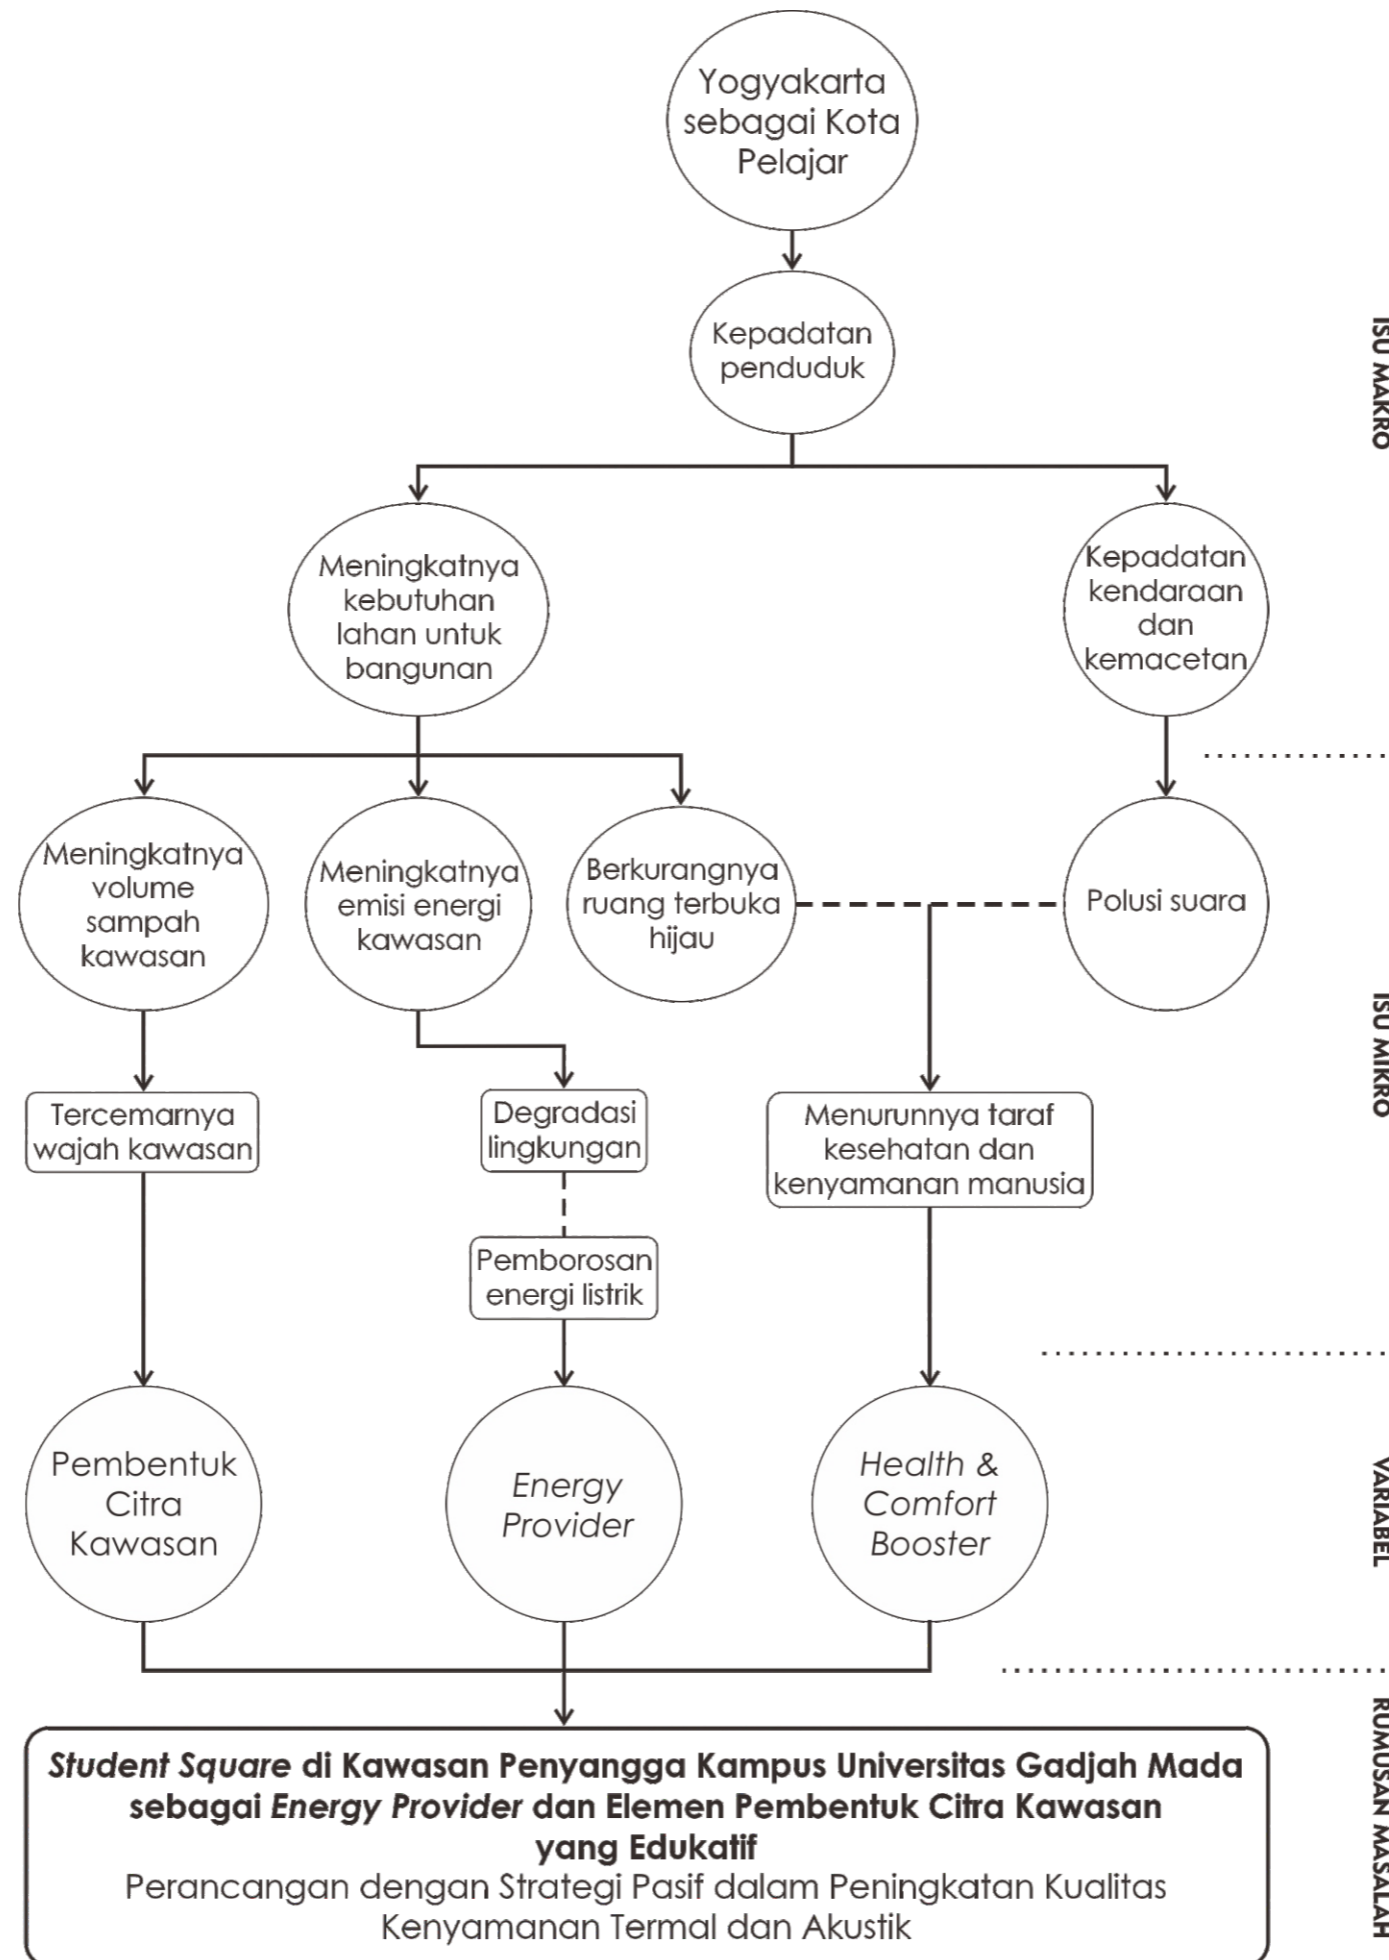 Yogyakarta
sebagai Kota
Pelajar
Kepadatan
penduduk
ISU MAKRO
Meningkatnya
kebutuhan
lahan untuk
bangunan
Kepadatan
kendaraan
dan
kemacetan
Meningkatnya
volume
sampah
kawasan
Meningkatnya
emisi energi
kawasan
Berkurangnya
ruang terbuka
hijau
Polusi suara
ISU MIKRO
Tercemarnya
wajah kawasan
Degradasi
lingkungan
Menurunnya taraf
kesehatan dan
kenyamanan manusia
Pemborosan
energi listrik
Pembentuk
Citra
Kawasan
Energy
Provider
Health &
Comfort
Booster
VARIABEL
Student Square di Kawasan Penyangga Kampus Universitas Gadjah Mada
sebagai Energy Provider dan Elemen Pembentuk Citra Kawasan
yang Edukatif
Perancangan dengan Strategi Pasif dalam Peningkatan Kualitas
Kenyamanan Termal dan Akustik
RUMUSAN MASALAH